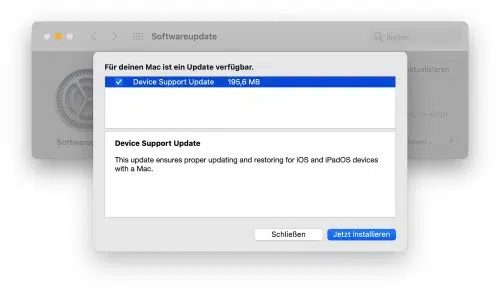 Softwareupdate
Suchen
Für deinen Mac ist ein Update verfügbar.
Device Support Update 195,6 MB
Device Support Update
This update ensures proper updating and restoring for iOS and iPadOS devices
with a Mac.
Schließen
Jetzt installieren
?